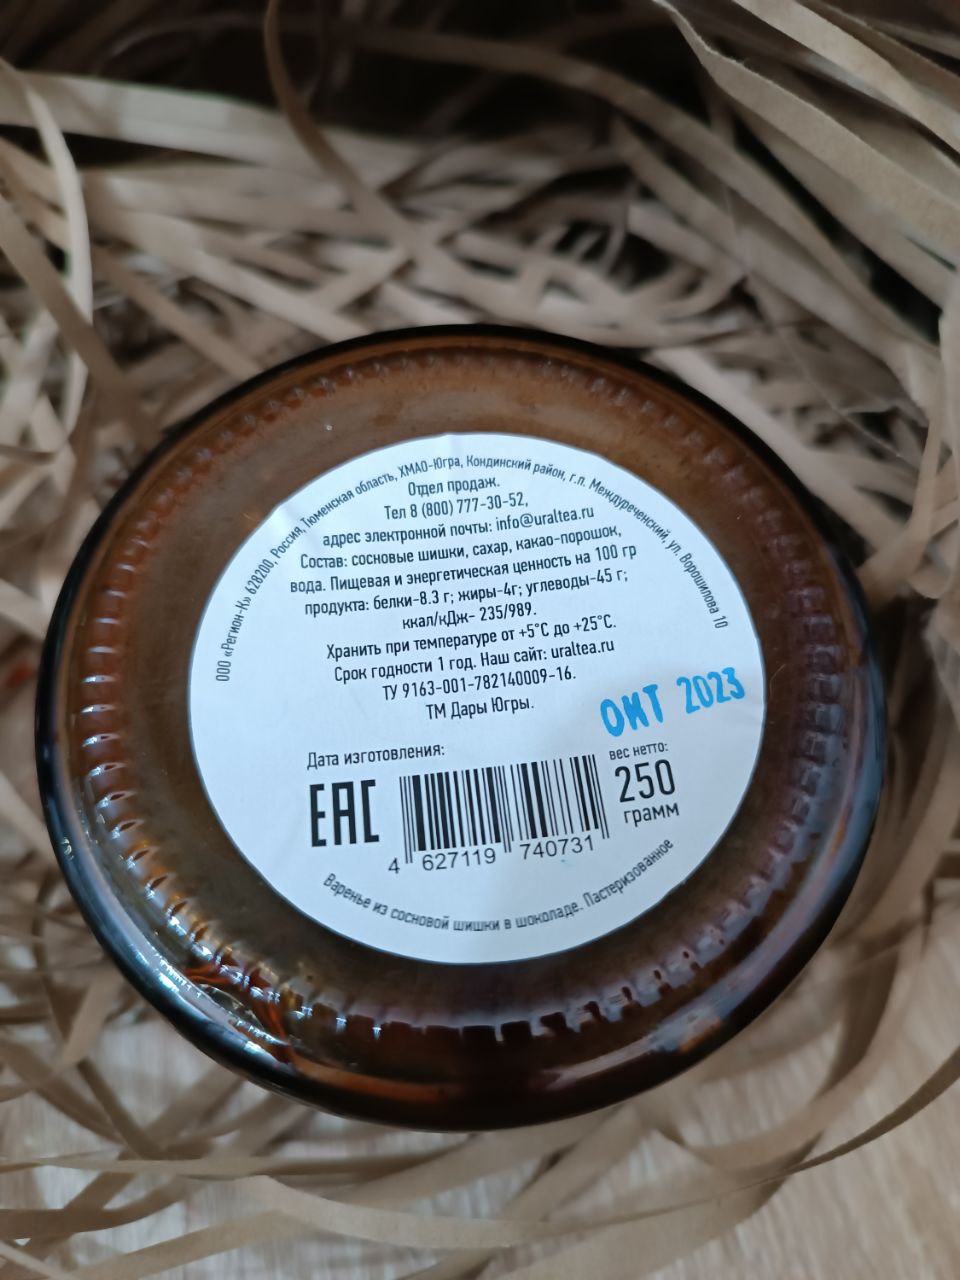 ООО «Регион-К» 628200, Россия, Тюменская область, ХМАО-Югра, Кондинский район, г.п. Междуреченский, ул. Ворошилова 10
Отдел продаж.
Тел 8 (800) 777-30-52,
адрес электронной почты: info@uraltea.ru
Состав: сосновые шишки, сахар, какао-порошок,
вода. Пищевая и энергетическая ценность на 100 гр
продукта: белки-8.3 г; жиры-4г; углеводы-45 г;
ккал/кДж- 235/989.
Хранить при температуре от +5°С до +25°С.
Срок годности 1 год. Наш сайт: uraltea.ru
ТУ 9163-001-782140009-16.
ТМ Дары Югры.
ОКТ 2023
Дата изготовления:
вес нетто:
250
грамм
ЕАС
4 627119 740731
Варенье из сосновой шишки в шоколаде. Пастеризованное